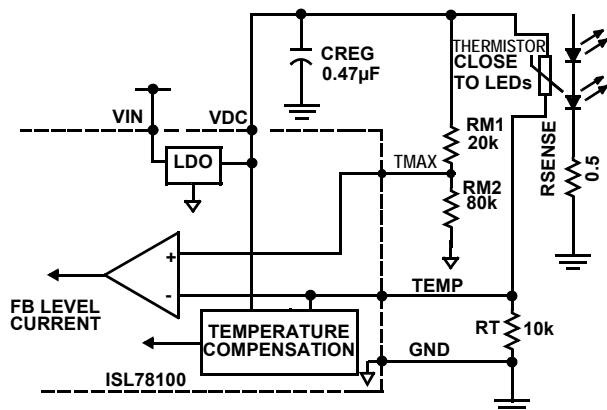 CREG
0.47µF
THERMISTOR
CLOSE
TO LEDs
VIN
VDC
LDO
TMAX
RM1
20k
RM2
80k
RSENSE
0.5
+
-
FB LEVEL
CURRENT
TEMP
TEMPERATURE
COMPENSATION
RT
10k
GND
ISL78100